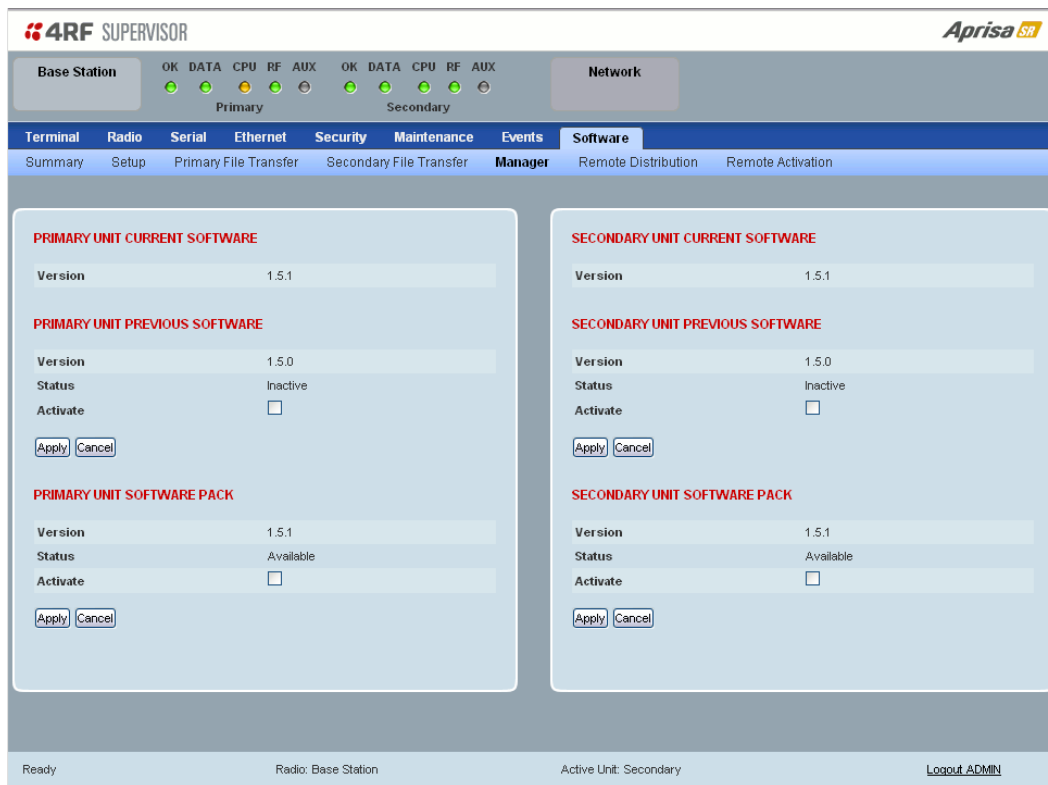 4RF SUPERVISOR
Aprisa SR
Base Station
OK DATA CPU RF AUX
OK DATA CPU RF AUX
Primary
Secondary
Network
Terminal Radio Serial Ethernet Security Maintenance Events Software
Summary Setup Primary File Transfer Secondary File Transfer Manager Remote Distribution Remote Activation
PRIMARY UNIT CURRENT SOFTWARE
Version 1.5.1
PRIMARY UNIT PREVIOUS SOFTWARE
Version 1.5.0
Status Inactive
Activate
Apply Cancel
PRIMARY UNIT SOFTWARE PACK
Version 1.5.1
Status Available
Activate
Apply Cancel
SECONDARY UNIT CURRENT SOFTWARE
Version 1.5.1
SECONDARY UNIT PREVIOUS SOFTWARE
Version 1.5.0
Status Inactive
Activate
Apply Cancel
SECONDARY UNIT SOFTWARE PACK
Version 1.5.1
Status Available
Activate
Apply Cancel
Ready Radio: Base Station Active Unit: Secondary Logout ADMIN